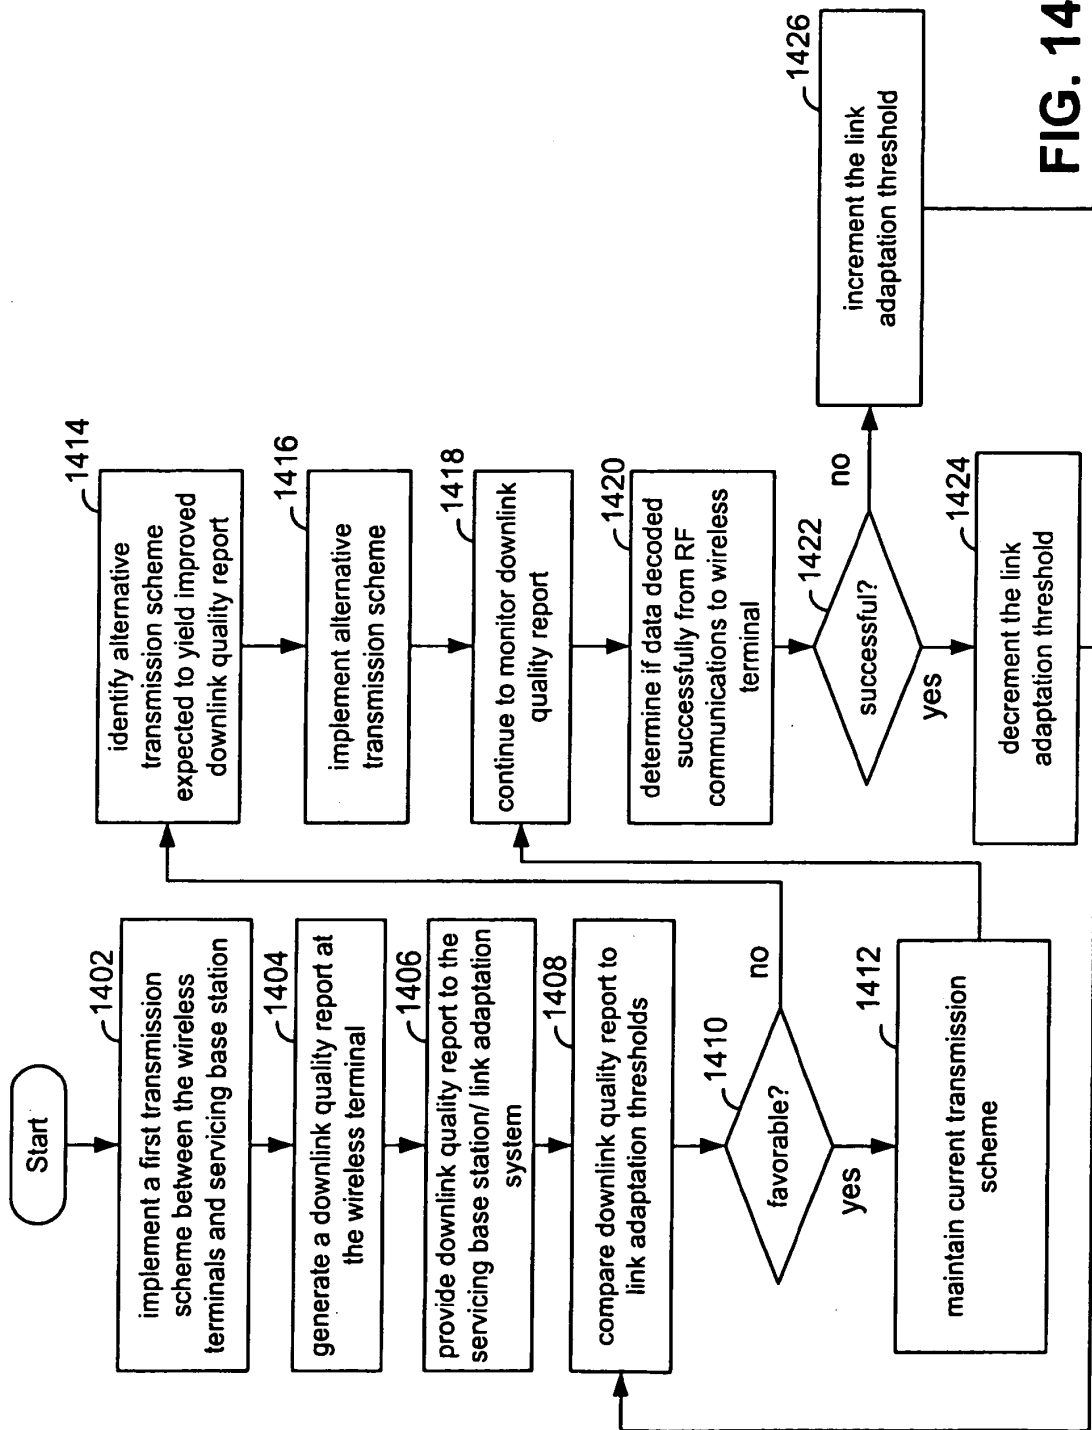 Start
1402
implement a first transmission
scheme between the wireless
terminals and servicing base station
1404
generate a downlink quality report at
the wireless terminal
1406
provide downlink quality report to the
servicing base station/ link adaptation
system
1408
compare downlink quality report to
link adaptation thresholds
1410
favorable?
no
yes
1412
maintain current transmission
scheme
1414
identify alternative
transmission scheme
expected to yield improved
downlink quality report
1416
implement alternative
transmission scheme
1418
continue to monitor downlink
quality report
1420
determine if data decoded
successfully from RF
communications to wireless
terminal
1422
successful?
no
yes
1424
decrement the link
adaptation threshold
1426
increment the link
adaptation threshold
FIG. 14